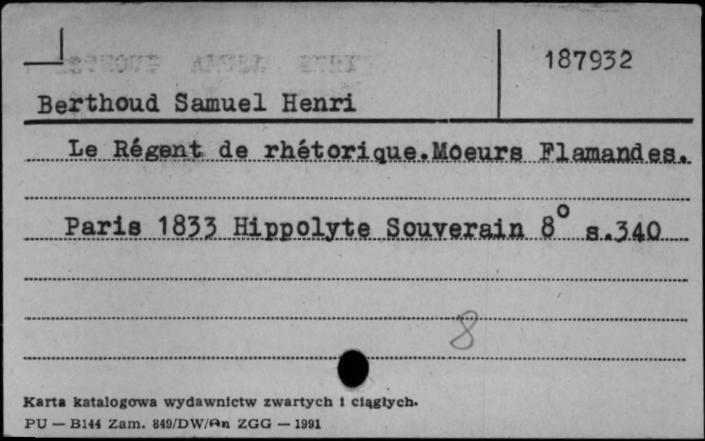 187932
Berthoud Samuel Henri
Le Régent de rhétorique.Moeurs Flamandes.
Paris 1833 Hippolyte Souverain 8° s.340
8
Karta katalogowa wydawnictw zwartych i ciągłych.
PU — B144 Zam. 849/DW/An ZGG — 1991